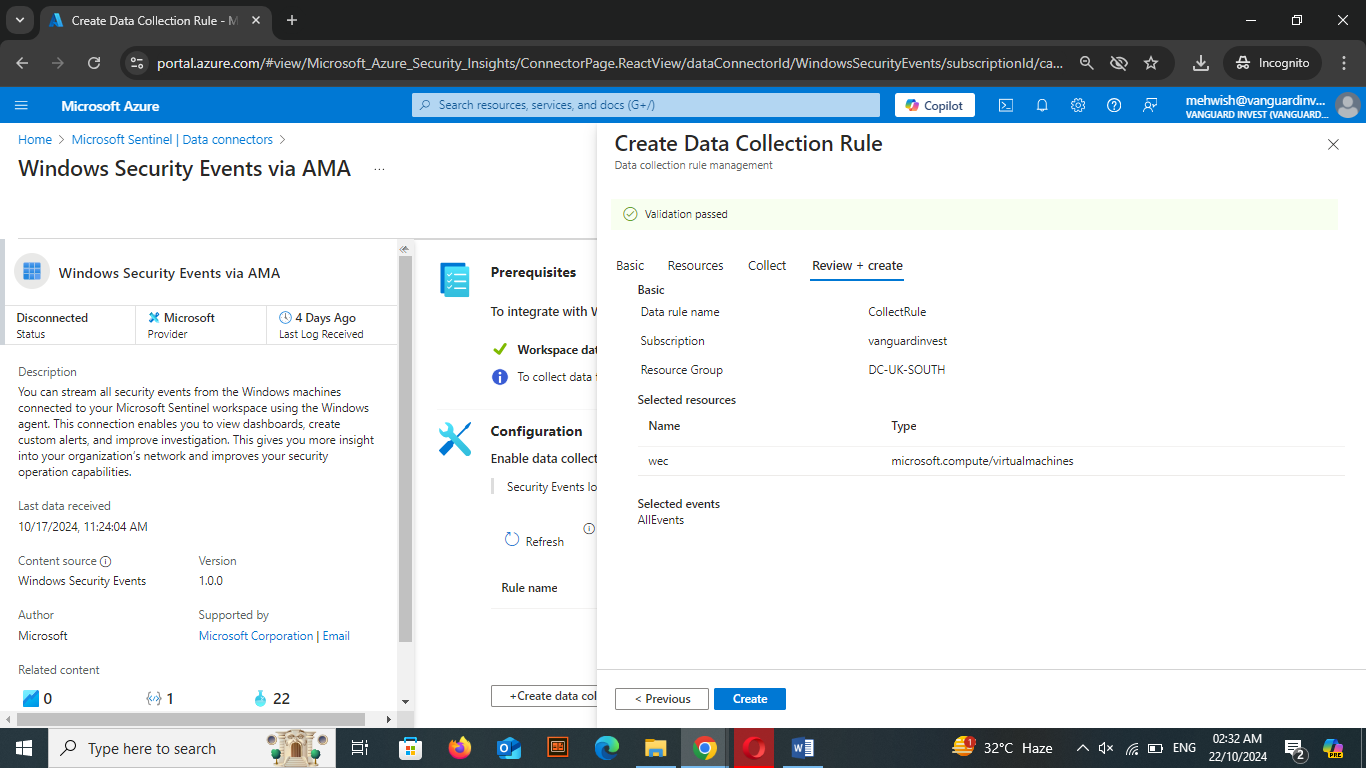 Create Data Collection Rule - M
portal.azure.com/#view/Microsoft_Azure_Security_Insights/ConnectorPage.ReactView/dataConnectorId/WindowsSecurityEvents/subscriptionId/ca...
Incognito
Microsoft Azure
Search resources, services, and docs (G+/)
Copilot
mehwish@vanguardinv...
VANGUARD INVEST (VANGUARD...
Home > Microsoft Sentinel | Data connectors >
Windows Security Events via AMA ...
Windows Security Events via AMA
Disconnected
Status
Microsoft
Provider
4 Days Ago
Last Log Received
Description
You can stream all security events from the Windows machines
connected to your Microsoft Sentinel workspace using the Windows
agent. This connection enables you to view dashboards, create
custom alerts, and improve investigation. This gives you more insight
into your organization's network and improves your security
operation capabilities.
Last data received
10/17/2024, 11:24:04 AM
Content source
Windows Security Events
Version
1.0.0
Author
Microsoft
Supported by
Microsoft Corporation | Email
Related content
0
1
22
Prerequisites
To integrate with W
Workspace dat
To collect data f
Configuration
Enable data collect
Security Events lo
Refresh
Rule name
+Create data col
Create Data Collection Rule
Data collection rule management
Validation passed
Basic Resources Collect Review + create
Basic
Data rule name CollectRule
Subscription vanguardinvest
Resource Group DC-UK-SOUTH
Selected resources
Name Type
wec microsoft.compute/virtualmachines
Selected events
AllEvents
< Previous
Create
Type here to search
1
32°C Haze
ENG
02:32 AM
22/10/2024
2
PRE